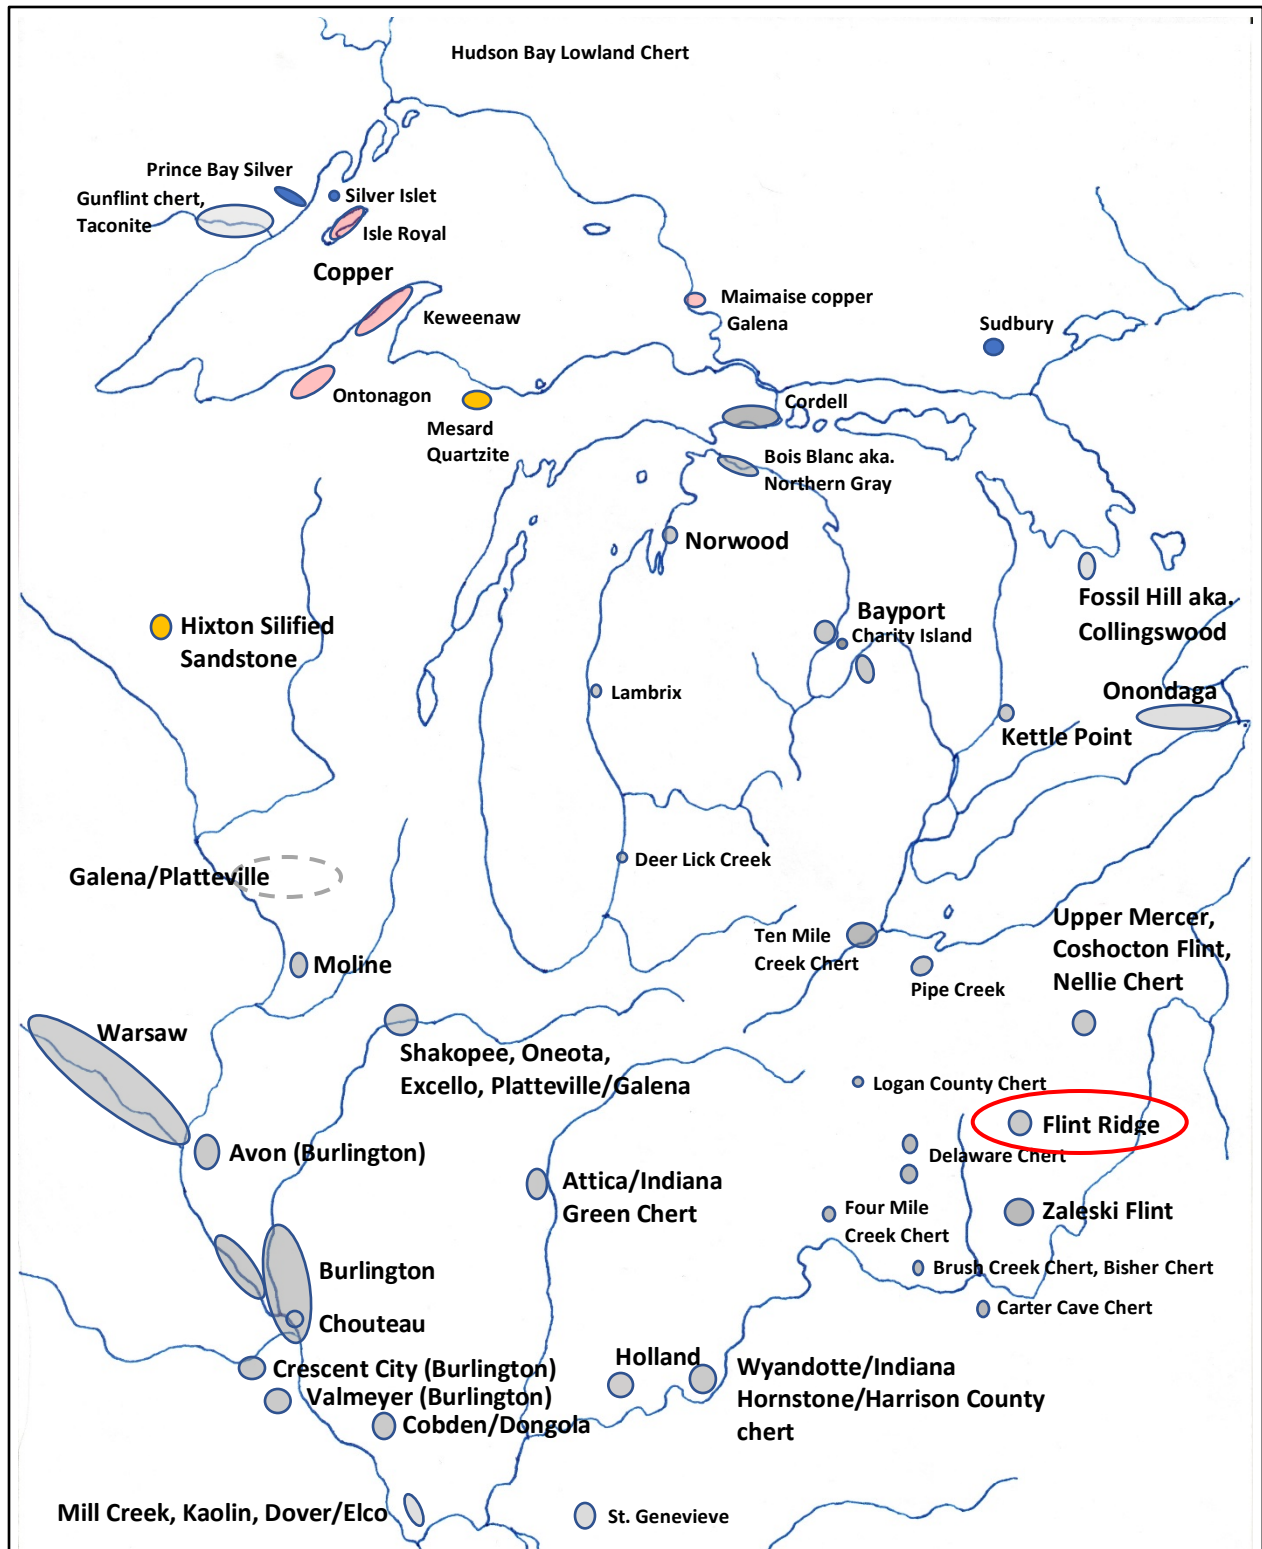 Hudson Bay Lowland Chert
Prince Bay Silver
Gunflint chert,
Taconite
Silver Islet
Isle Royal
Copper
Keweenaw
Maimaise copper
Galena
Sudbury
Ontonagon
Mesard
Quartzite
Cordell
Bois Blanc aka.
Northern Gray
Norwood
Fossil Hill aka.
Collingswood
Bayport
Charity Island
Hixton Silified
Sandstone
Lambrix
Onondaga
Kettle Point
Deer Lick Creek
Galena/Platteville
Upper Mercer,
Coshocton Flint,
Nellie Chert
Ten Mile
Creek Chert
Moline
Pipe Creek
Warsaw
Shakopee, Oneota,
Excello, Platteville/Galena
Logan County Chert
Flint Ridge
Avon (Burlington)
Delaware Chert
Attica/Indiana
Green Chert
Four Mile
Creek Chert
Zaleski Flint
Burlington
Brush Creek Chert, Bisher Chert
Chouteau
Carter Cave Chert
Holland
Wyandotte/Indiana
Hornstone/Harrison County
chert
Crescent City (Burlington)
Valmeyer (Burlington)
Cobden/Dongola
Mill Creek, Kaolin, Dover/Elco
St. Genevieve